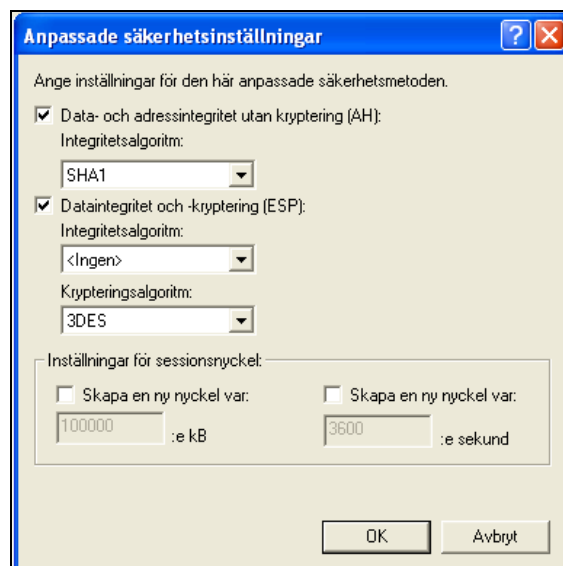 Anpassade säkerhetsinställningar
Ange inställningar för den här anpassade säkerhetsmetoden.
Data- och adressintegritet utan kryptering (AH):
Integritetsalgoritm:
SHA1
Dataintegritet och -kryptering (ESP):
Integritetsalgoritm:
<Ingen>
Krypteringsalgoritm:
3DES
Inställningar för sessionsnyckel:
Skapa en ny nyckel var: Skapa en ny nyckel var:
100000 :e kB 3600 :e sekund
OK Avbryt